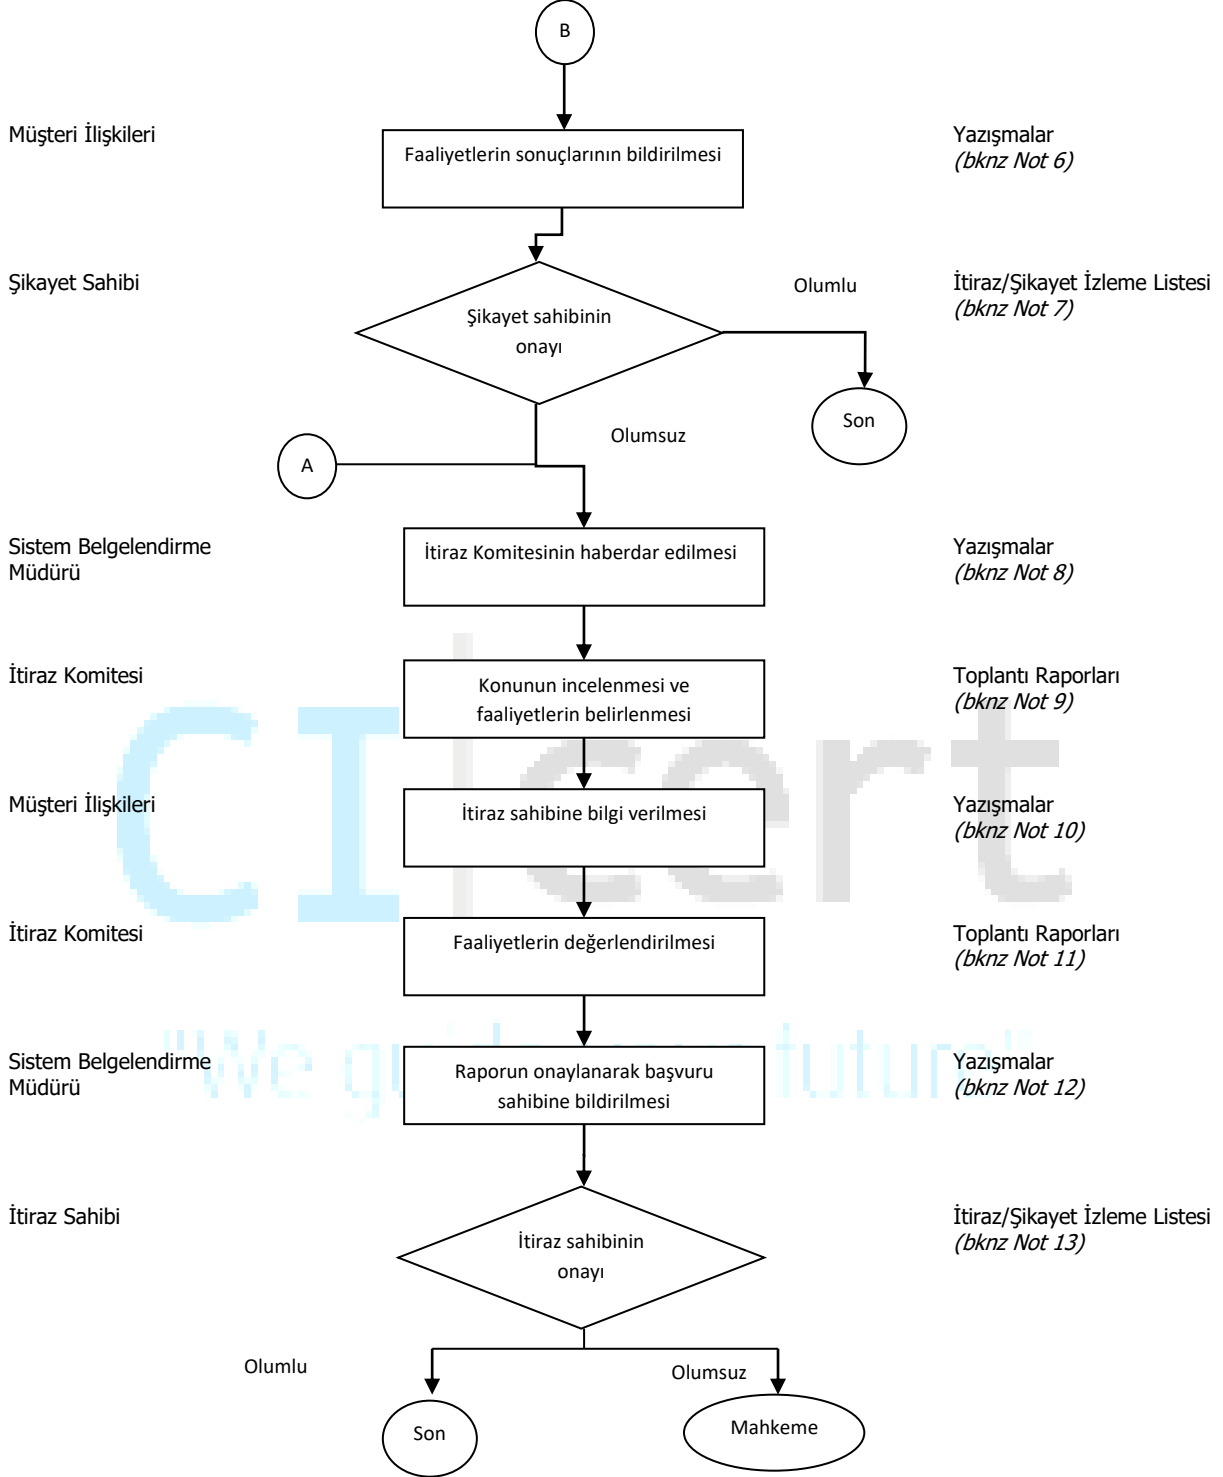 B
Müşteri İlişkileri
Faaliyetlerin sonuçlarının bildirilmesi
Yazışmalar
(bknz Not 6)
Şikayet Sahibi
Şikayet sahibinin
onayı
Olumlu
İtiraz/Şikayet İzleme Listesi
(bknz Not 7)
Son
Olumsuz
A
Sistem Belgelendirme
Müdürü
İtiraz Komitesinin haberdar edilmesi
Yazışmalar
(bknz Not 8)
İtiraz Komitesi
Konunun incelenmesi ve
faaliyetlerin belirlenmesi
Toplantı Raporları
(bknz Not 9)
CI|cert
Müşteri İlişkileri
İtiraz sahibine bilgi verilmesi
Yazışmalar
(bknz Not 10)
İtiraz Komitesi
Faaliyetlerin değerlendirilmesi
Toplantı Raporları
(bknz Not 11)
"We future"
Sistem Belgelendirme
Müdürü
Raporun onaylanarak başvuru
sahibine bildirilmesi
Yazışmalar
(bknz Not 12)
İtiraz Sahibi
İtiraz sahibinin
onayı
İtiraz/Şikayet İzleme Listesi
(bknz Not 13)
Olumlu
Olumsuz
Son
Mahkeme